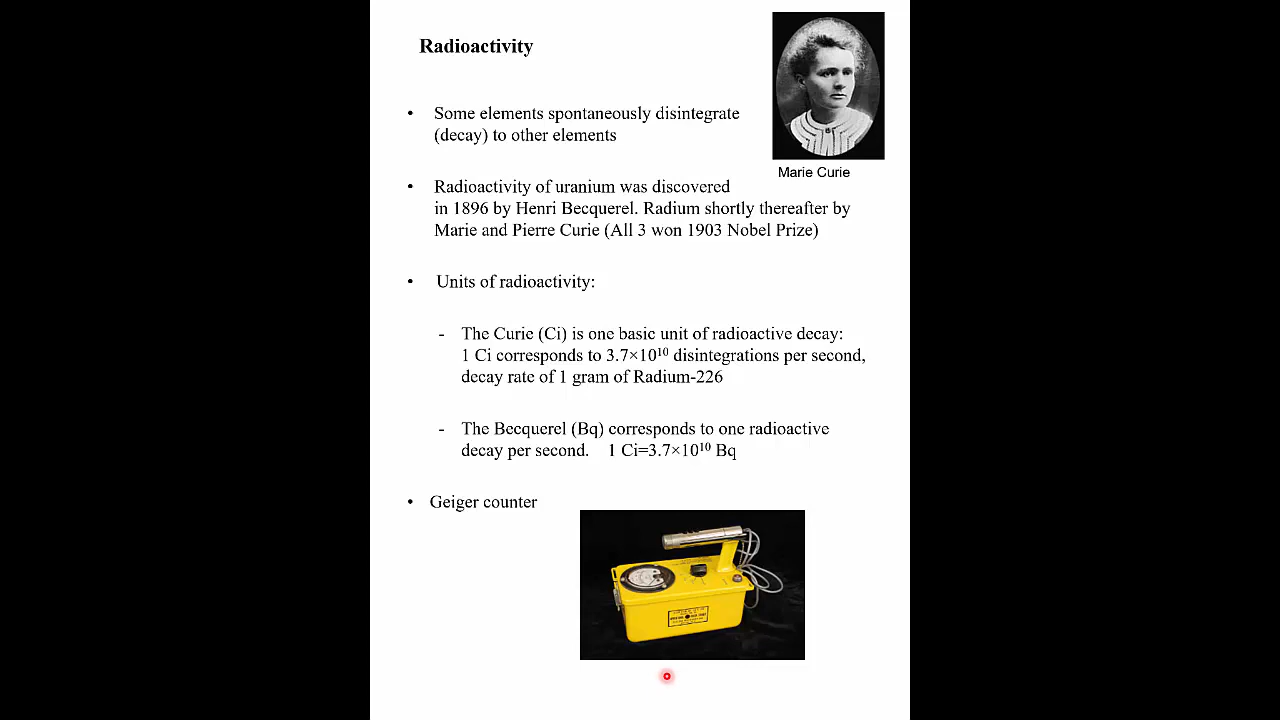 Radioactivity
Marie Curie
• Some elements spontaneously disintegrate
(decay) to other elements
• Radioactivity of uranium was discovered
in 1896 by Henri Becquerel. Radium shortly thereafter by
Marie and Pierre Curie (All 3 won 1903 Nobel Prize)
• Units of radioactivity:
- The Curie (Ci) is one basic unit of radioactive decay:
1 Ci corresponds to 3.7×10¹⁰ disintegrations per second,
decay rate of 1 gram of Radium-226
- The Becquerel (Bq) corresponds to one radioactive
decay per second. 1 Ci=3.7×10¹⁰ Bq
• Geiger counter